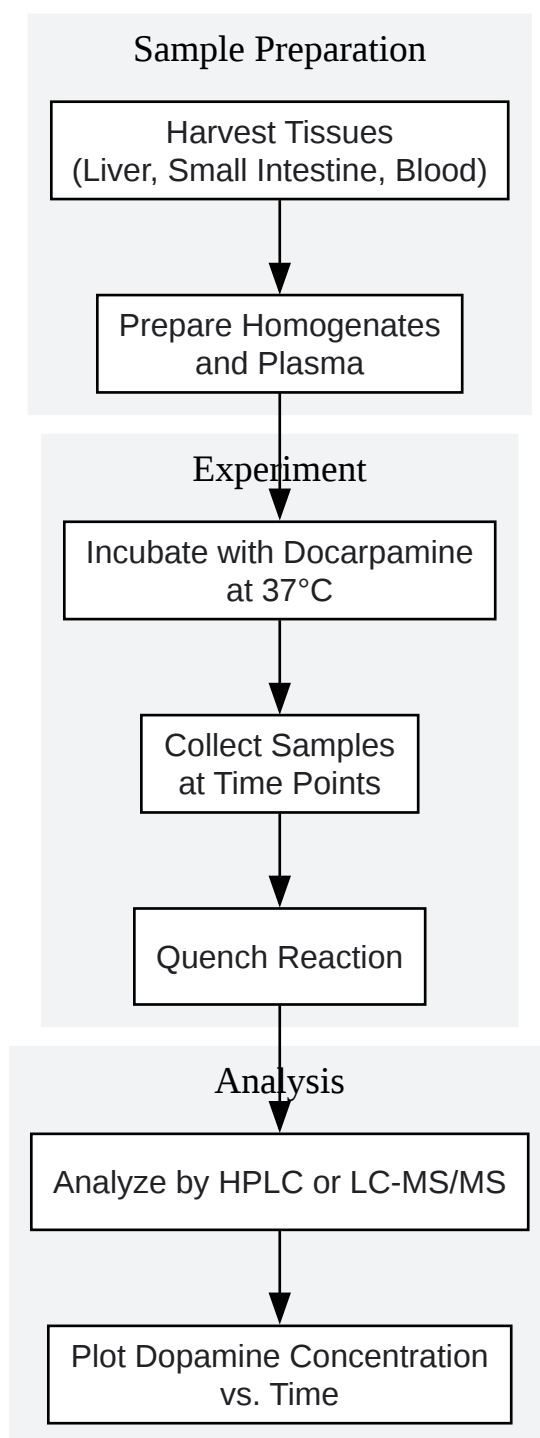 Sample Preparation
Harvest Tissues
(Liver, Small Intestine, Blood)
Prepare Homogenates
and Plasma
Experiment
Incubate with Docarpamine
at 37°C
Collect Samples
at Time Points
Quench Reaction
Analysis
Analyze by HPLC or LC-MS/MS
Plot Dopamine Concentration
vs. Time